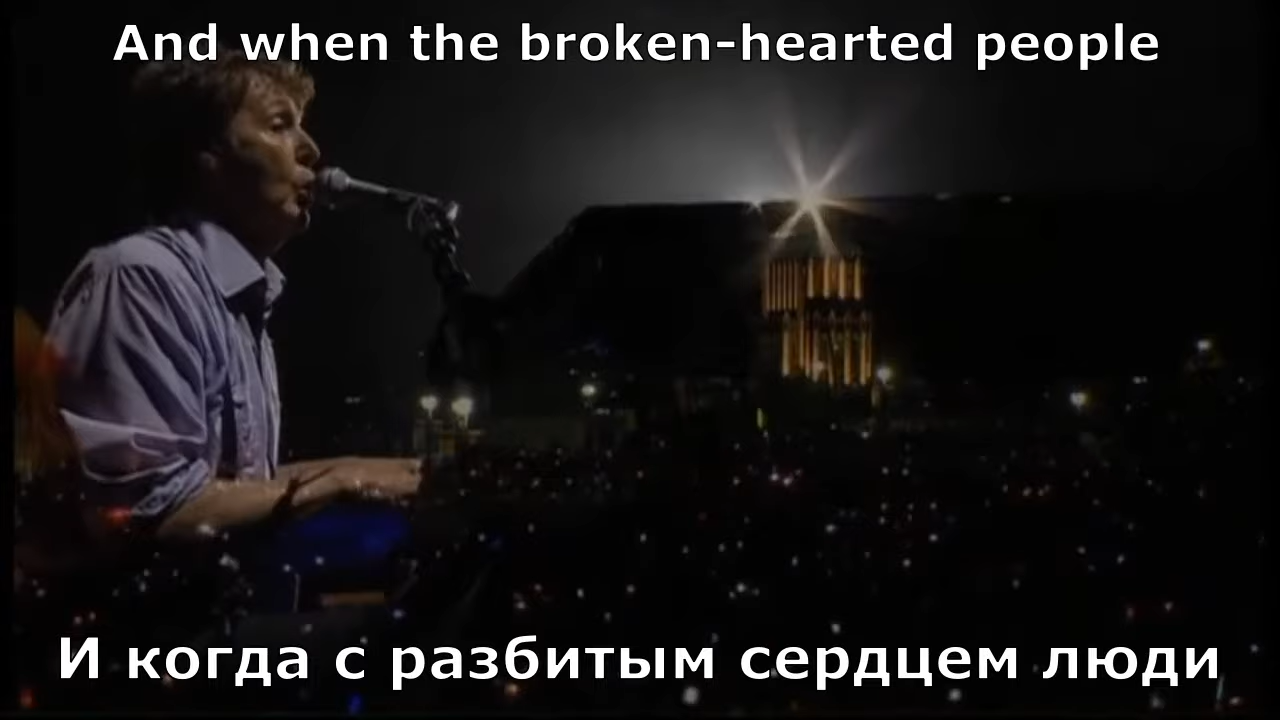 And when the broken-hearted people
И когда с разбитым сердцем люди